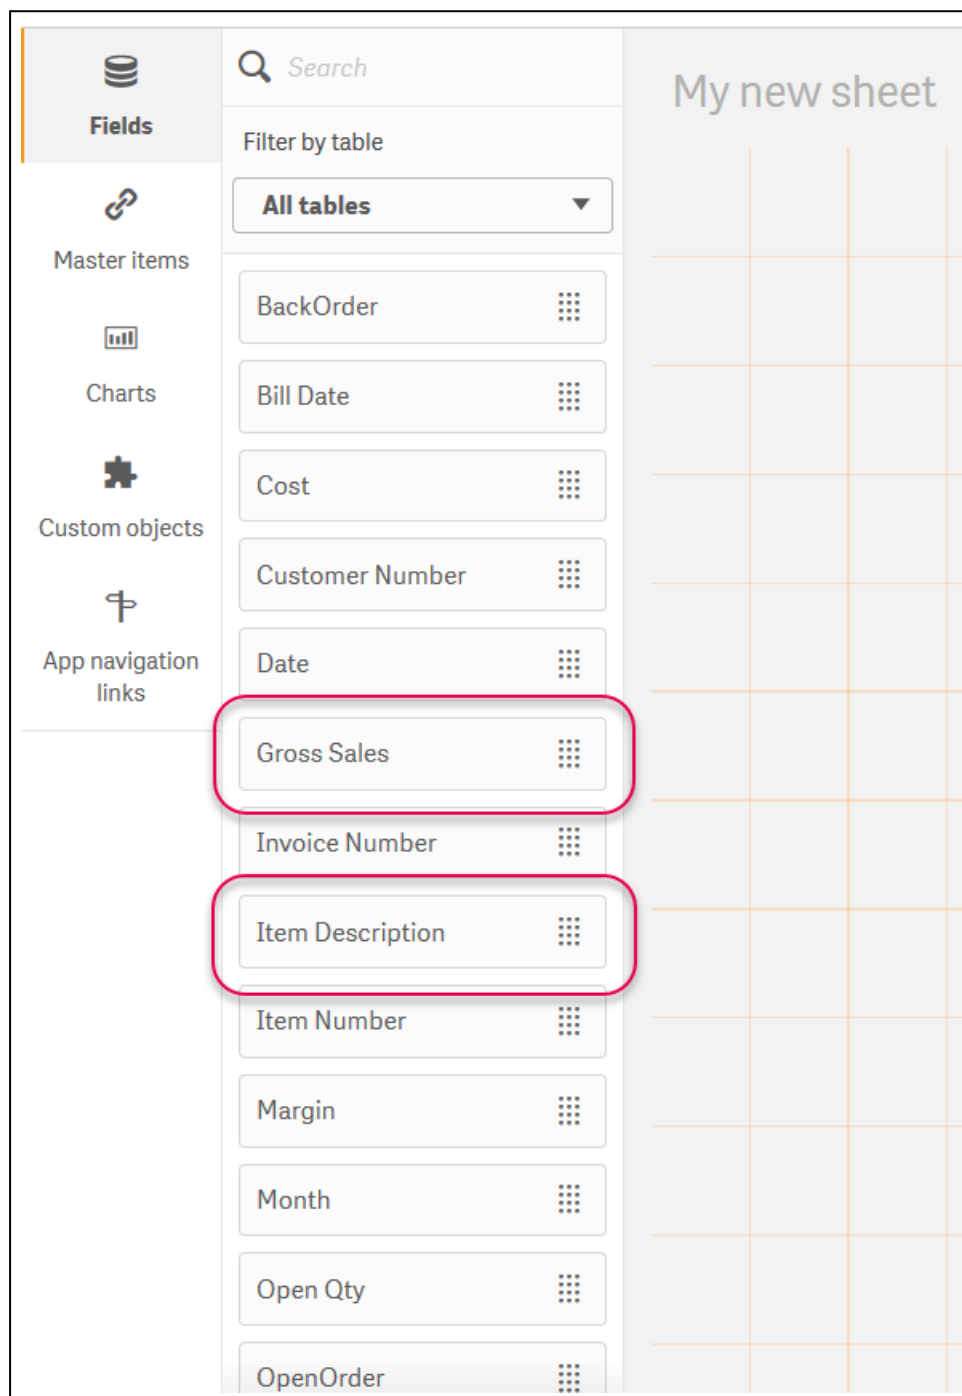 Fields
Master items
Charts
Custom objects
App navigation
links
Search
Filter by table
All tables
BackOrder
Bill Date
Cost
Customer Number
Date
Gross Sales
Invoice Number
Item Description
Item Number
Margin
Month
Open Qty
OpenOrder
My new sheet